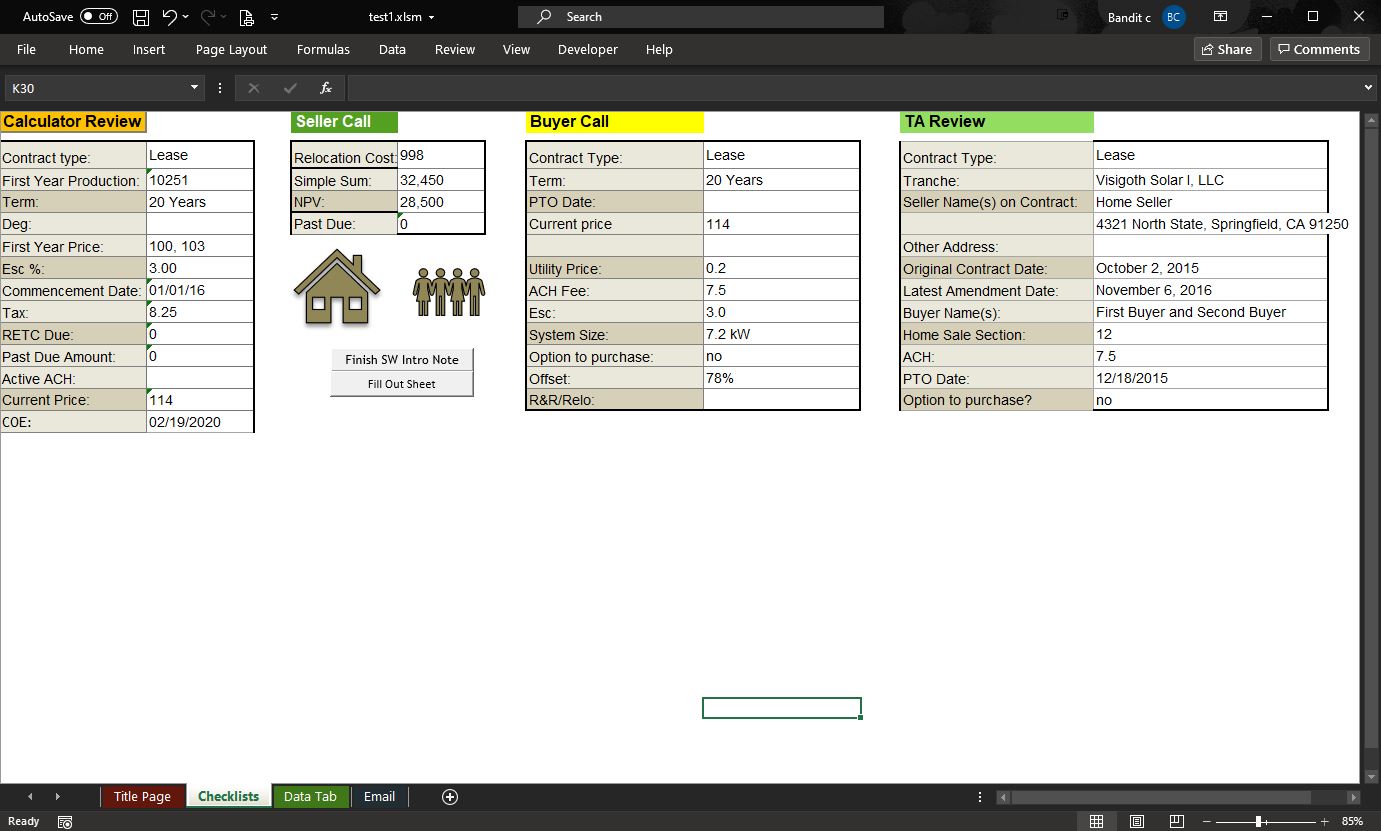 AutoSave Off test1.xlsm Search Bandit c BC
File Home Insert Page Layout Formulas Data Review View Developer Help Share Comments
K30 fx
Calculator Review
Contract type: Lease
First Year Production: 10251
Term: 20 Years
Deg:
First Year Price: 100, 103
Esc %: 3.00
Commencement Date: 01/01/16
Tax: 8.25
RETC Due: 0
Past Due Amount: 0
Active ACH:
Current Price: 114
COE: 02/19/2020
Seller Call
Relocation Cost: 998
Simple Sum: 32,450
NPV: 28,500
Past Due: 0
Finish SW Intro Note
Fill Out Sheet
Buyer Call
Contract Type: Lease
Term: 20 Years
PTO Date:
Current price 114
Utility Price: 0.2
ACH Fee: 7.5
Esc: 3.0
System Size: 7.2 kW
Option to purchase: no
Offset: 78%
R&R/Relo:
TA Review
Contract Type: Lease
Tranche: Visigoth Solar I, LLC
Seller Name(s) on Contract: Home Seller
4321 North State, Springfield, CA 91250
Other Address:
Original Contract Date: October 2, 2015
Latest Amendment Date: November 6, 2016
Buyer Name(s): First Buyer and Second Buyer
Home Sale Section: 12
ACH: 7.5
PTO Date: 12/18/2015
Option to purchase? no
Title Page Checklists Data Tab Email
Ready 85%